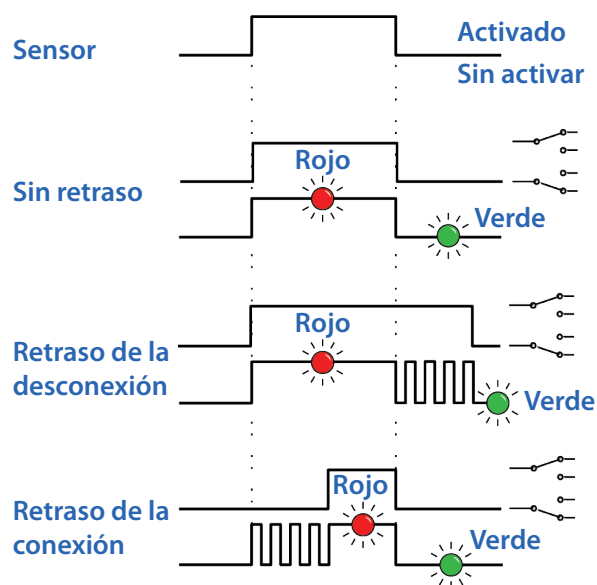 Sensor
Activado
Sin activar
Rojo
Sin retraso
Verde
Rojo
Retraso de la
desconexión
Verde
Rojo
Retraso de la
conexión
Verde